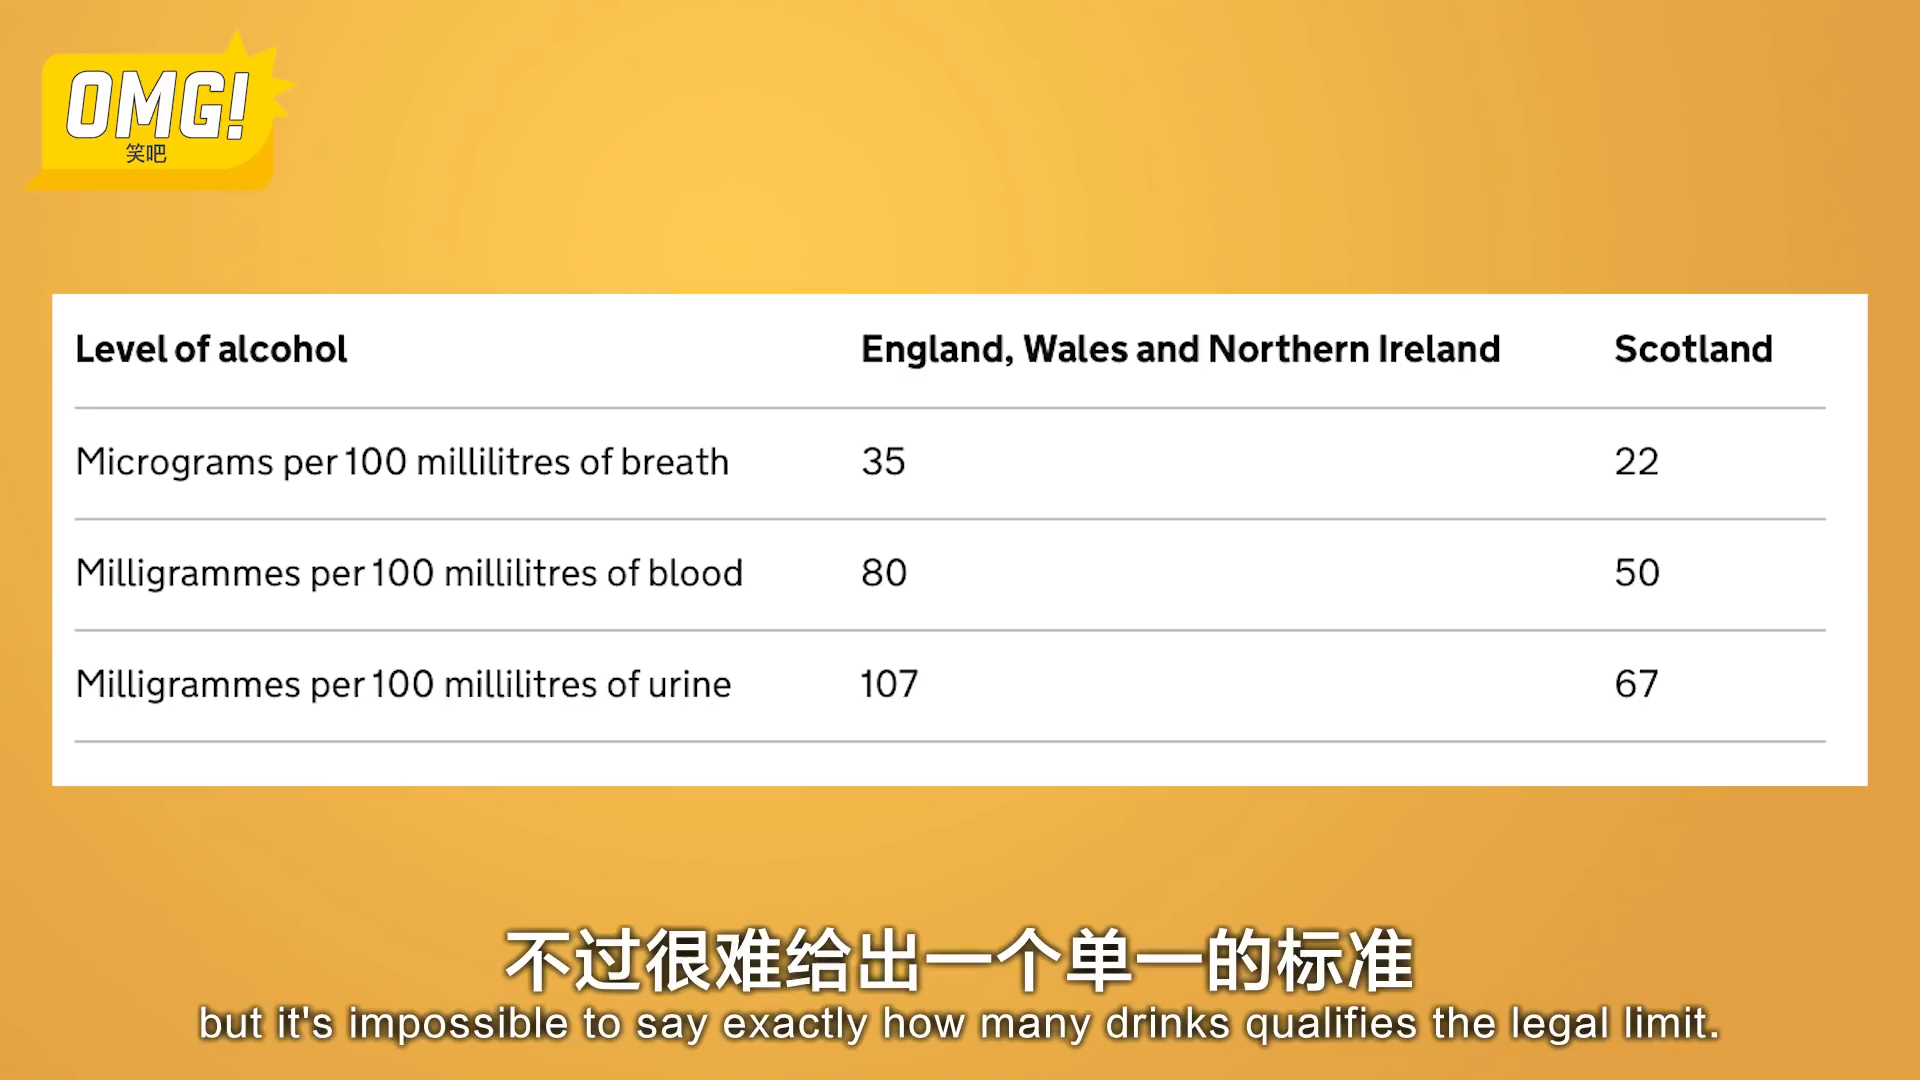 OMG!
笑吧
Level of alcohol England, Wales and Northern Ireland Scotland
Micrograms per 100 millilitres of breath 35 22
Milligrammes per 100 millilitres of blood 80 50
Milligrammes per 100 millilitres of urine 107 67
不过很难给出一个单一的标准
but it's impossible to say exactly how many drinks qualifies the legal limit.